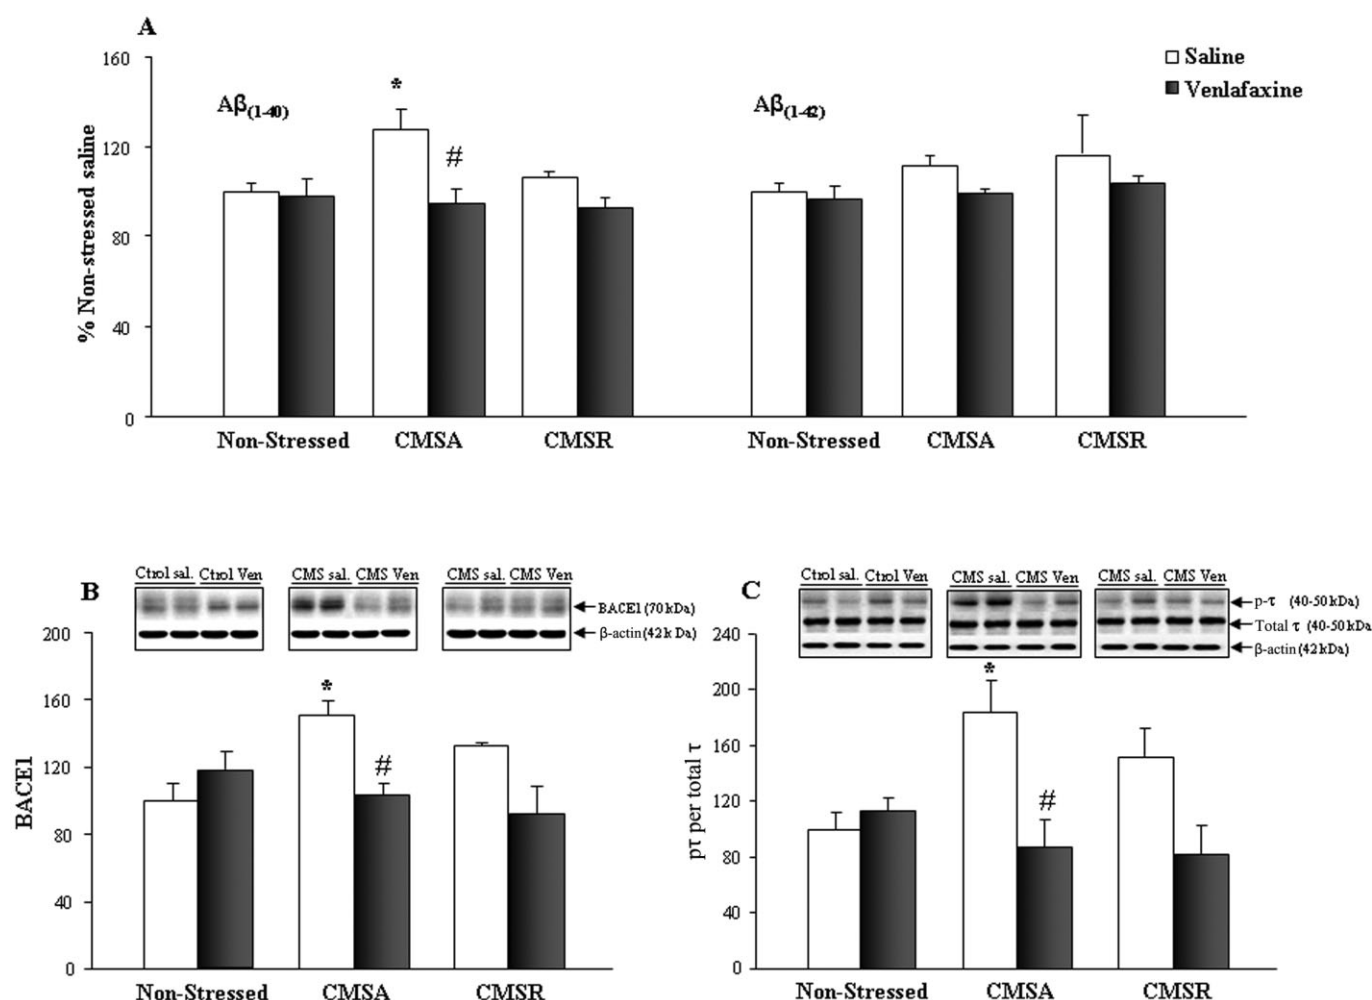 A
160
120
80
40
0
% Non-stressed saline
Aβ(1-40)
Aβ(1-42)
*
#
Saline
Venlafaxine
Non-Stressed CMSA CMSR Non-Stressed CMSA CMSR
B
Ctrol sal. Ctrol Ven CMS sal. CMS Ven CMS sal. CMS Ven
BACE1 (70 kDa)
β-actin (42k Da)
200
160
120
80
40
0
BACE1
*
#
Non-Stressed CMSA CMSR
C
Ctrol sal. Ctrol Ven CMS sal. CMS Ven CMS sal. CMS Ven
p-τ (40-50 kDa)
Total τ (40-50kDa
β-actin (42 kDa)
240
200
160
120
80
40
0
pτ per total τ
*
#
Non-Stressed CMSA CMSR